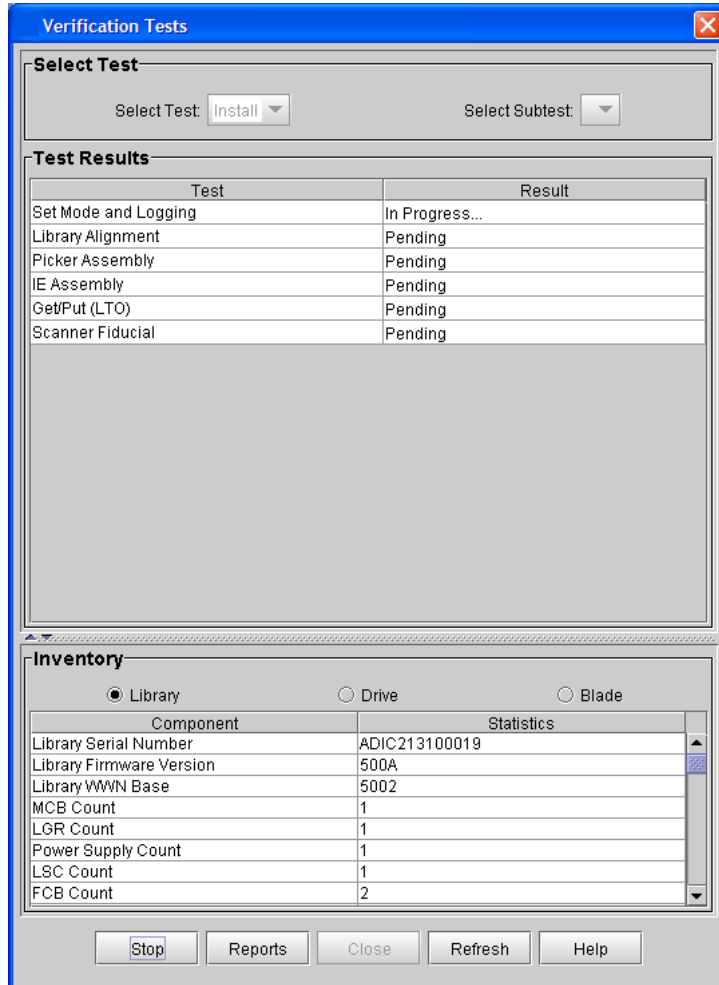 Verification Tests
Select Test
Select Test: Install Select Subtest:
Test Results
Test Result
Set Mode and Logging In Progress...
Library Alignment Pending
Picker Assembly Pending
IE Assembly Pending
Get/Put (LTO) Pending
Scanner Fiducial Pending
Inventory
Library Drive Blade
Component Statistics
Library Serial Number ADIC213100019
Library Firmware Version 500A
Library WWN Base 5002
MCB Count 1
LGR Count 1
Power Supply Count 1
LSC Count 1
FCB Count 2
Stop Reports Close Refresh Help